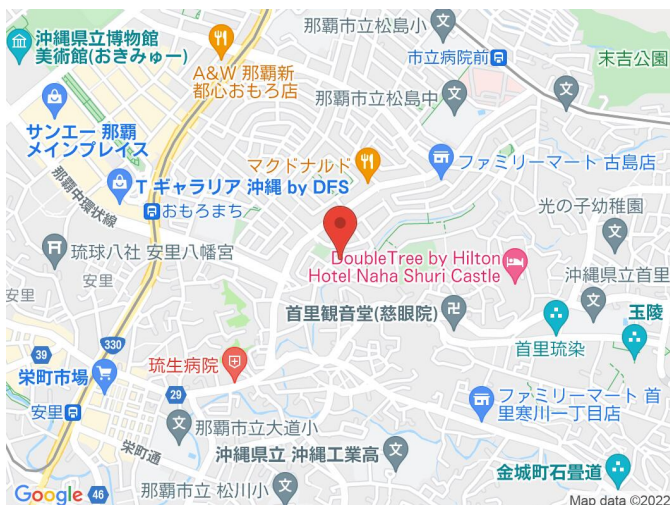 那覇市立松島小
沖縄県立博物館
美術館(おきみゅー)
市立病院前
末吉公園
A&W 那覇新
都心おもろ店
那覇市立松島中
サンエー 那覇
メインプレイス
マクドナルド
ファミリーマート 古島店
T ギャラリア 沖縄 by DFS
那覇中環状線
おもろまち
光の子幼稚園
琉球八社 安里八幡宮
DoubleTree by Hilton
Hotel Naha Shuri Castle
安里
沖縄県立首里
首里観音堂(慈眼院)
玉陵
330
首里琉染
39
琉生病院
栄町市場
29
ファミリーマート 首
里寒川一丁目店
安里
那覇市立大道小
栄町通
沖縄県立 沖縄工業高
金城町石畳道
那覇市立 松川小
Google
46
Map data ©2022